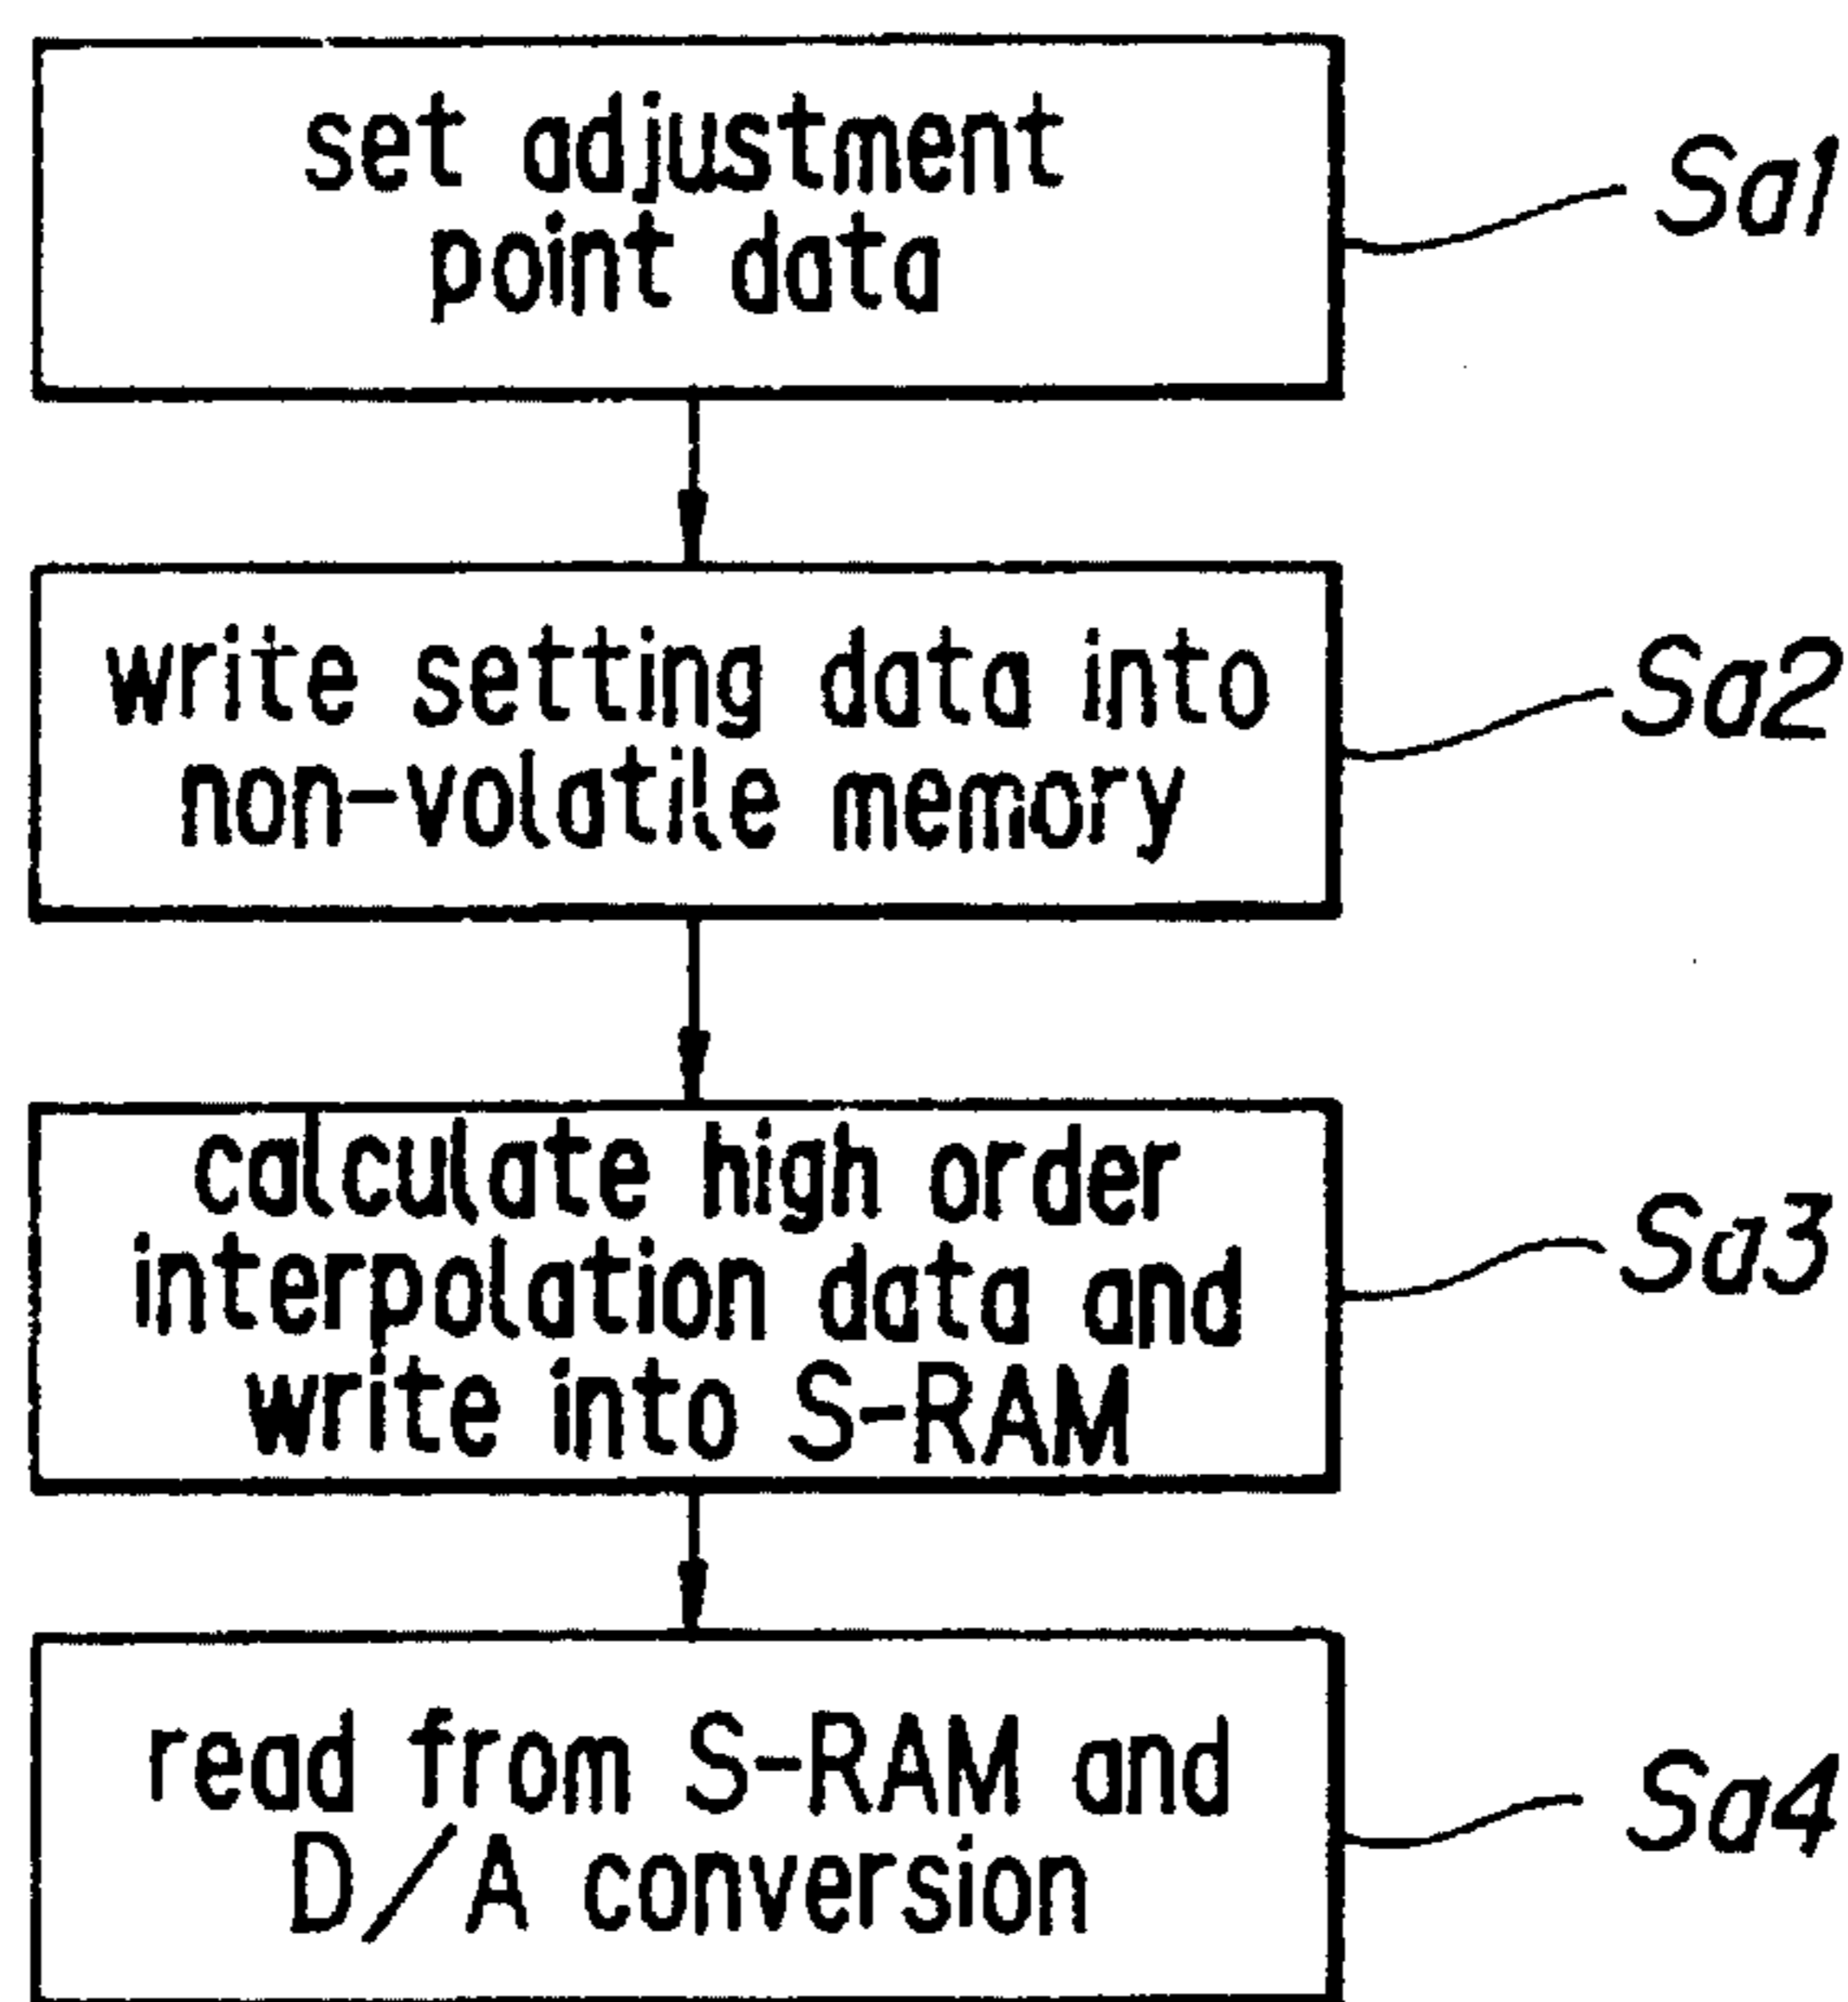 set adjustment
point data
Sa1
write setting data into
non-volatile memory
Sa2
calculate high order
interpolation data and
write into S-RAM
Sa3
read from S-RAM and
D/A conversion
Sa4